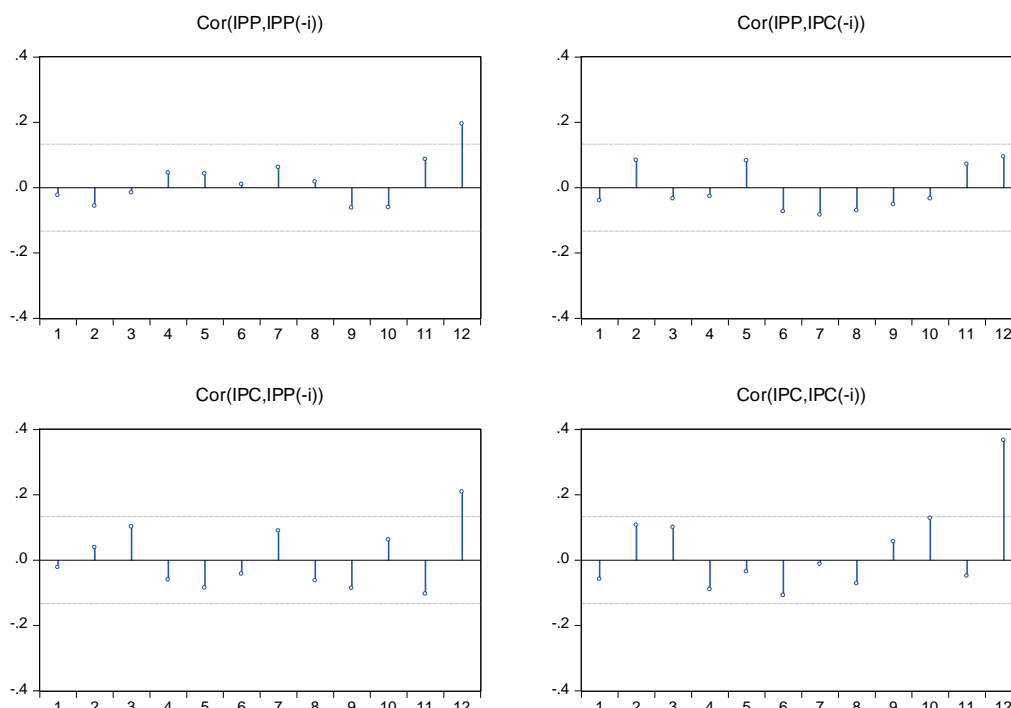 Cor(IPP,IPP(-i))
.4
.2
.0
-.2
-.4
1 2 3 4 5 6 7 8 9 10 11 12
Cor(IPP,IPC(-i))
.4
.2
.0
-.2
-.4
1 2 3 4 5 6 7 8 9 10 11 12
Cor(IPC,IPP(-i))
.4
.2
.0
-.2
-.4
1 2 3 4 5 6 7 8 9 10 11 12
Cor(IPC,IPC(-i))
.4
.2
.0
-.2
-.4
1 2 3 4 5 6 7 8 9 10 11 12